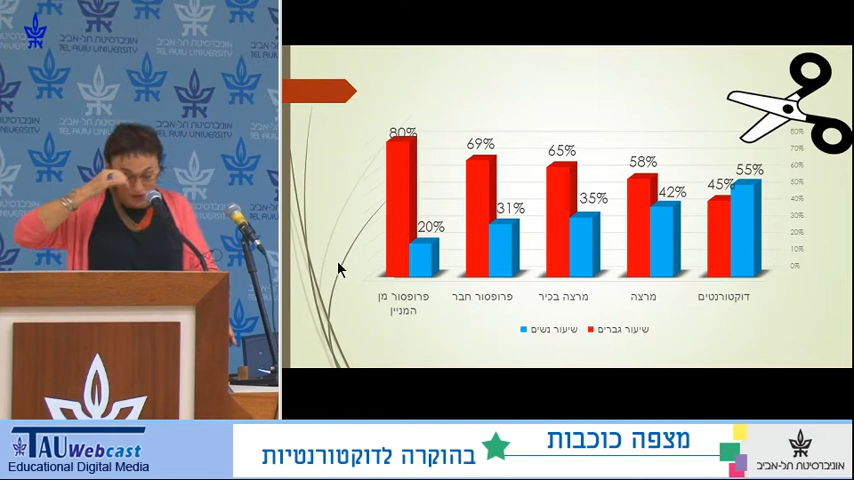 אוניברסיטת תל-אביב
TEL AVIV UNIVERSITY
80%
69%
65%
58%
45%
55%
20%
31%
35%
42%
80%
70%
60%
50%
40%
30%
20%
10%
0%
דוקטורנטים
מרצה
מרצה בכיר
פרופסור חבר
פרופסור מן
המניין
שיעור גברים
שיעור נשים
TAU Webcast
Educational Digital Media
מצפה כוכבות
בהוקרה לדוקטורנטיות
אוניברסיטת תל-אביב